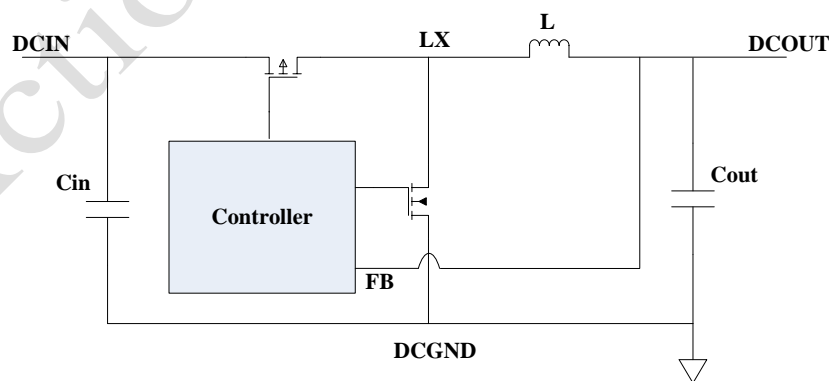 DCIN
LX
L
DCOUT
Cin
Controller
Cout
FB
DCGND